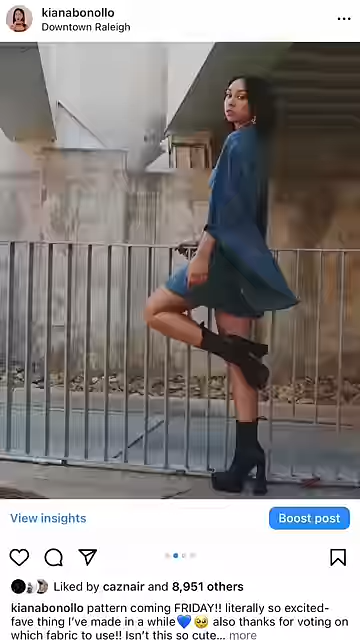 kianabonollo
Downtown Raleigh
View insights
Boost post
Liked by caznair and 8,951 others
kianabonollo pattern coming FRIDAY!! literally so excited-
fave thing I've made in a while💙🥹 also thanks for voting on
which fabric to use!! Isn't this so cute... more